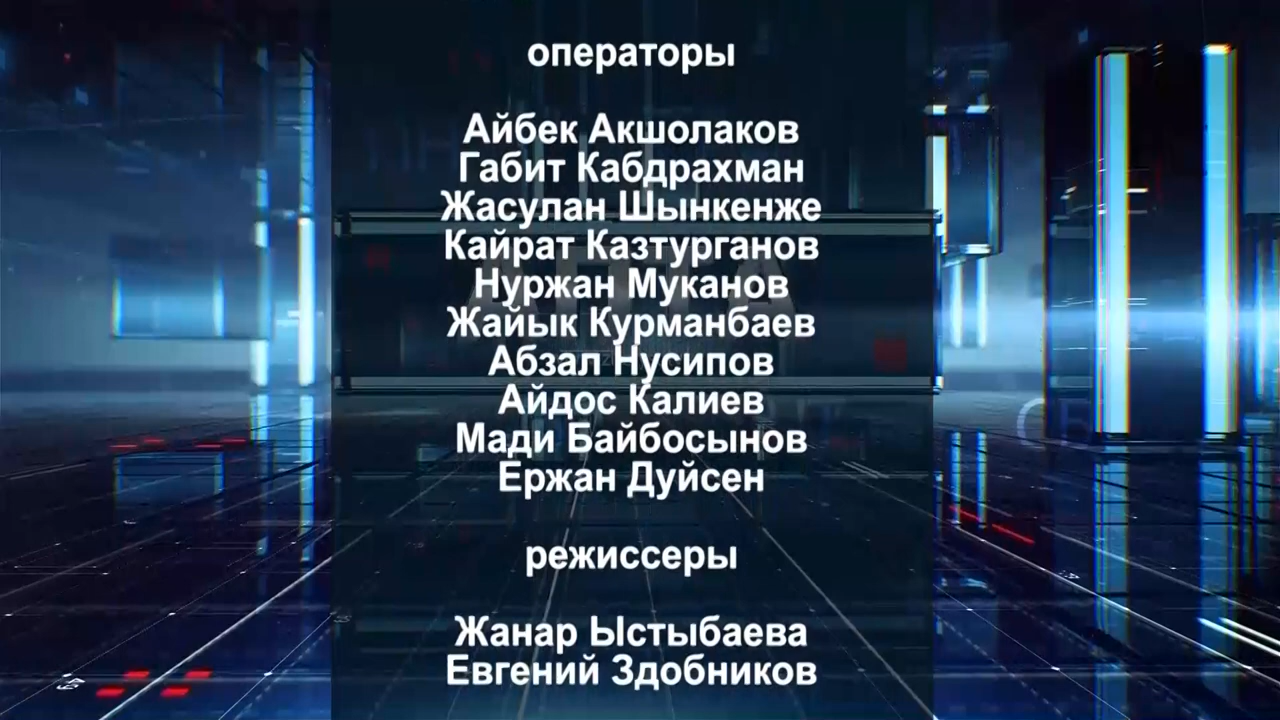 операторы
Айбек Акшолаков
Габит Кабдрахман
Жасулан Шынкенже
Кайрат Казтурганов
Нуржан Муканов
Жайык Курманбаев
Абзал Нусипов
Айдос Калиев
Мади Байбосынов
Ержан Дуйсен
режиссеры
Жанар Ыстыбаева
Евгений Здобников